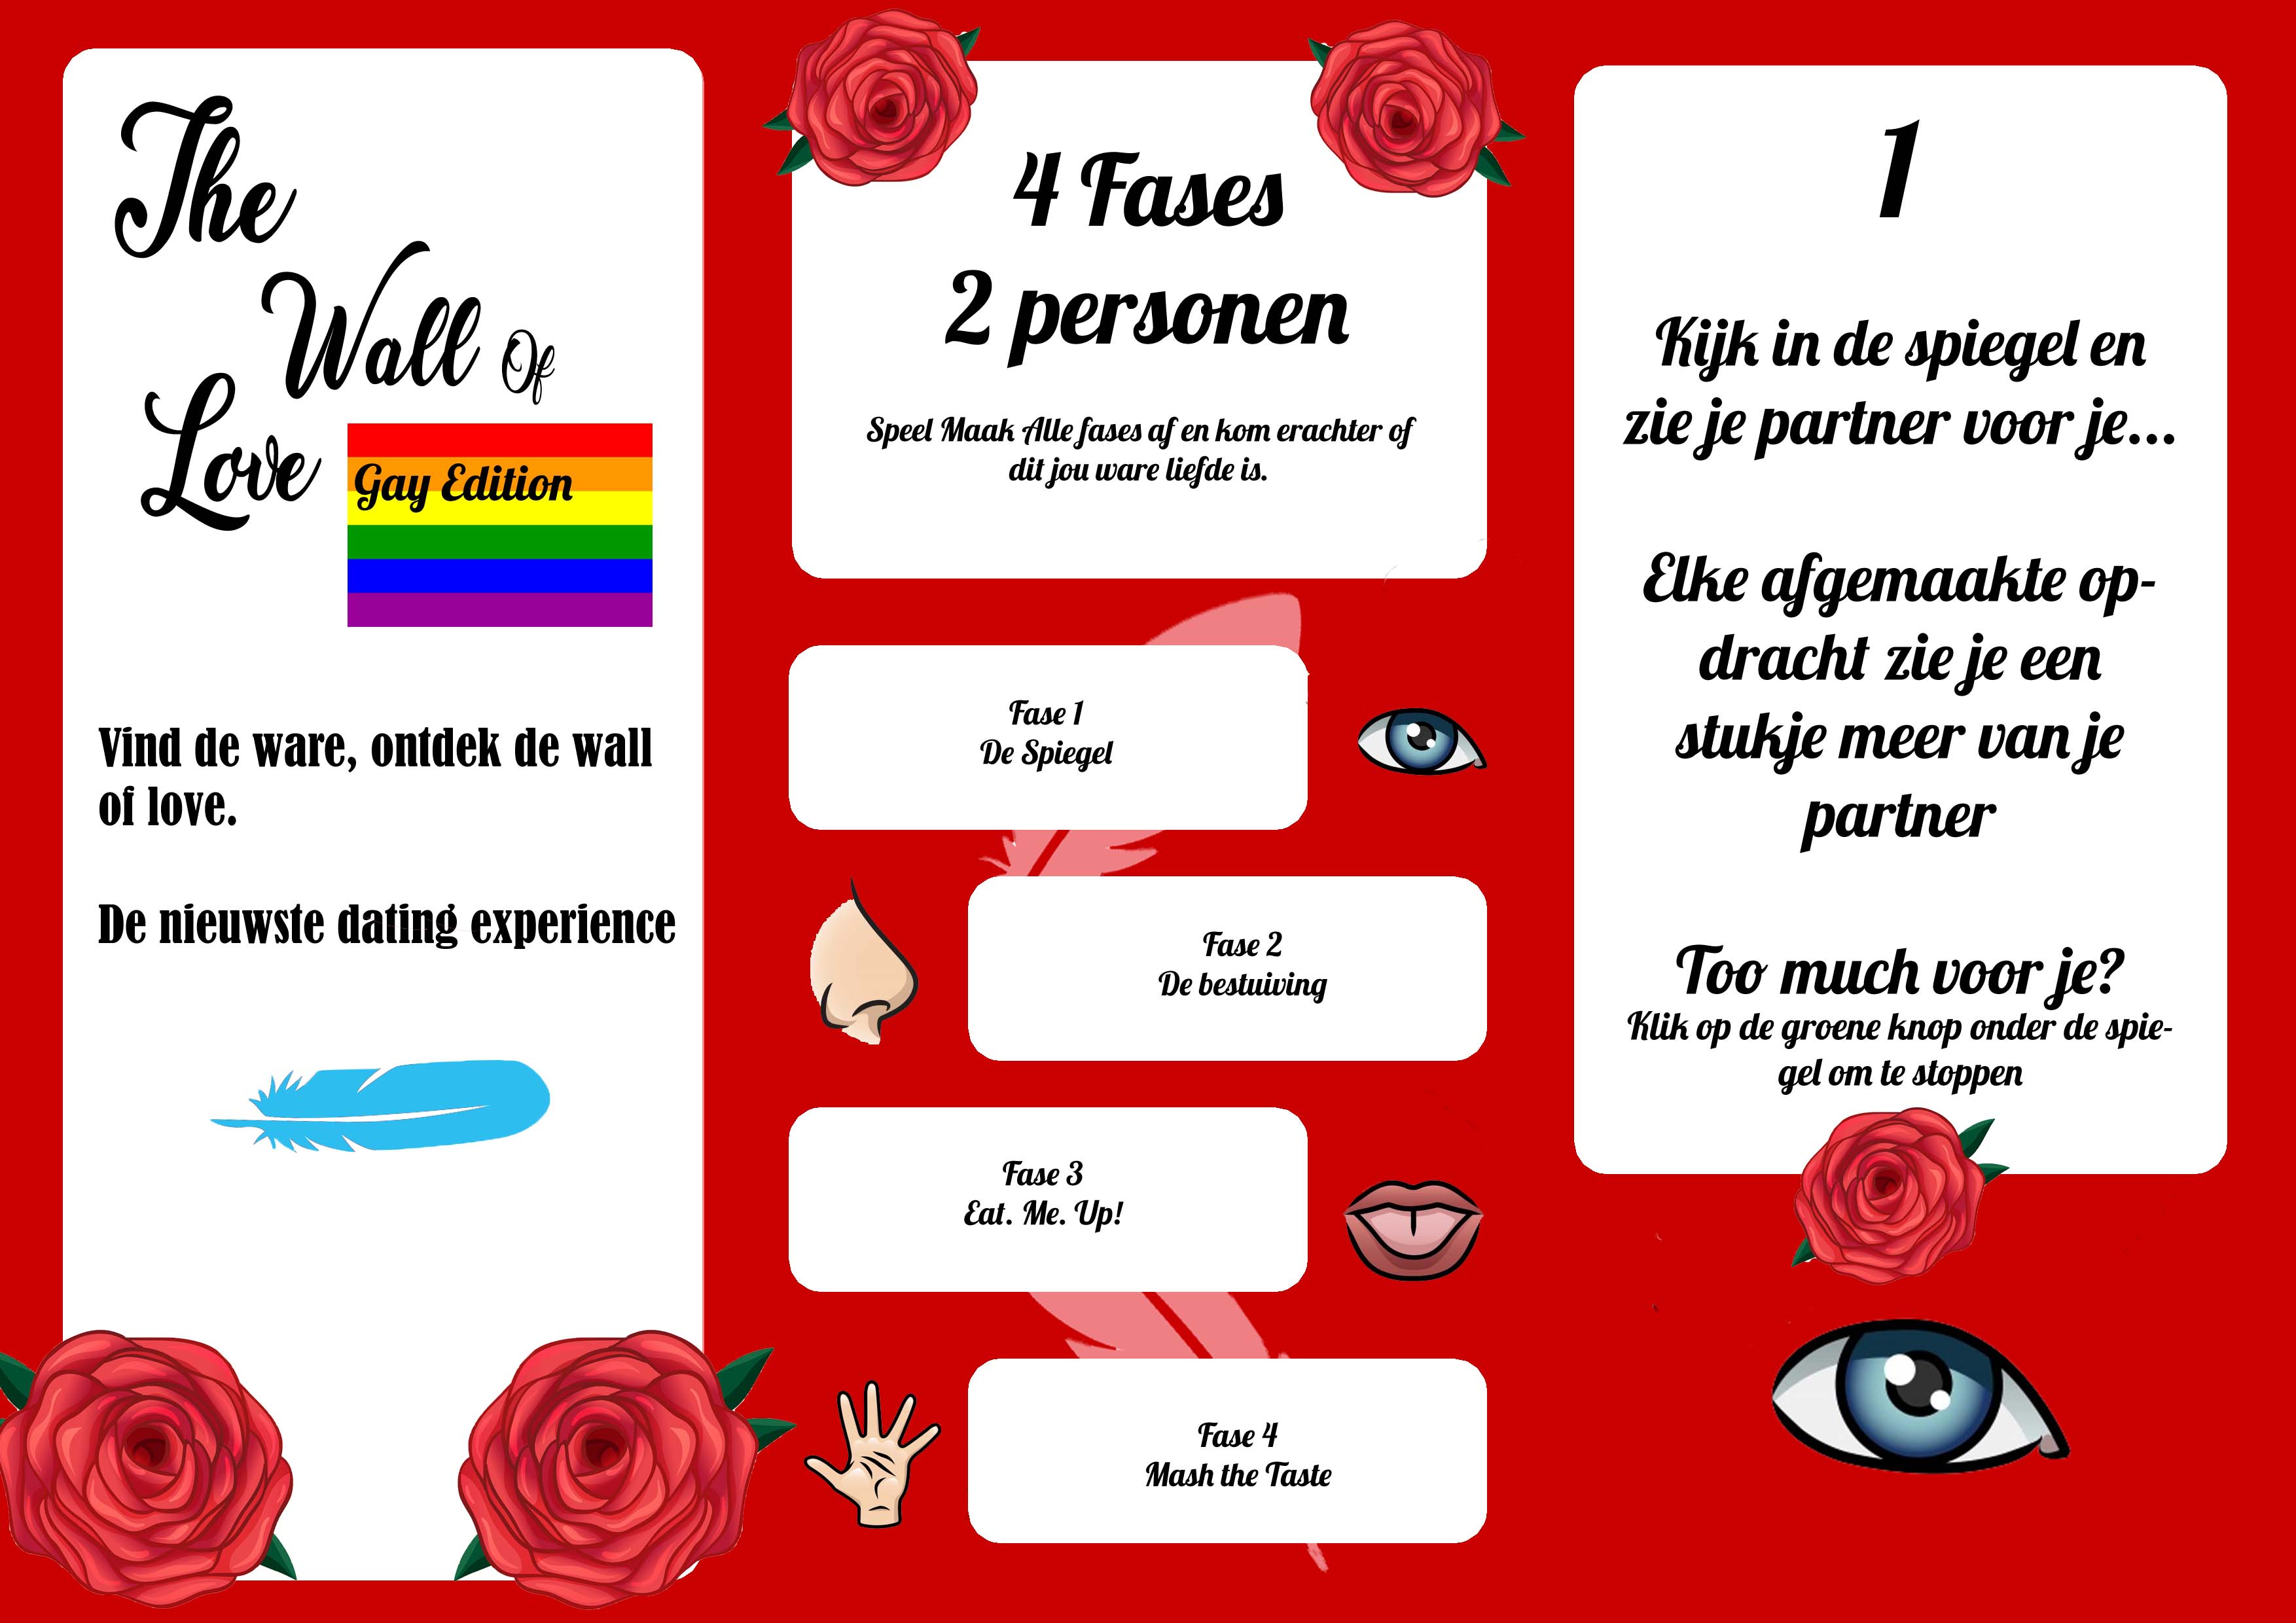 The
Wall Of
Love
Gay Edition
Vind de ware, ontdek de wall
of love.
De nieuwste dating experience
4 Fases
2 personen
Speel Maak Alle fases af en kom erachter of
dit jou ware liefde is.
Fase 1
De Spiegel
Fase 2
De bestuiving
Fase 3
Eat. Me. Up!
Fase 4
Mash the Taste
1
Kijk in de spiegel en
zie je partner voor je...
Elke afgemaakte op-
dracht zie je een
stukje meer van je
partner
Too much voor je?
Klik op de groene knop onder de spie-
gel om te stoppen